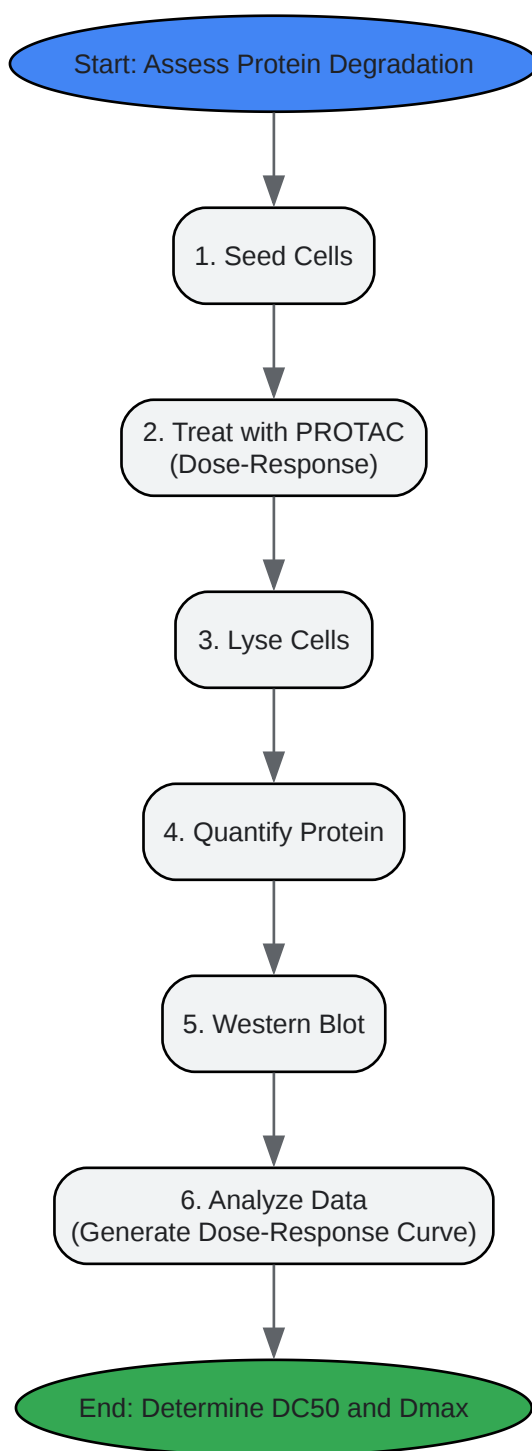 Start: Assess Protein Degradation
1. Seed Cells
2. Treat with PROTAC
(Dose-Response)
3. Lyse Cells
4. Quantify Protein
5. Western Blot
6. Analyze Data
(Generate Dose-Response Curve)
End: Determine DC50 and Dmax